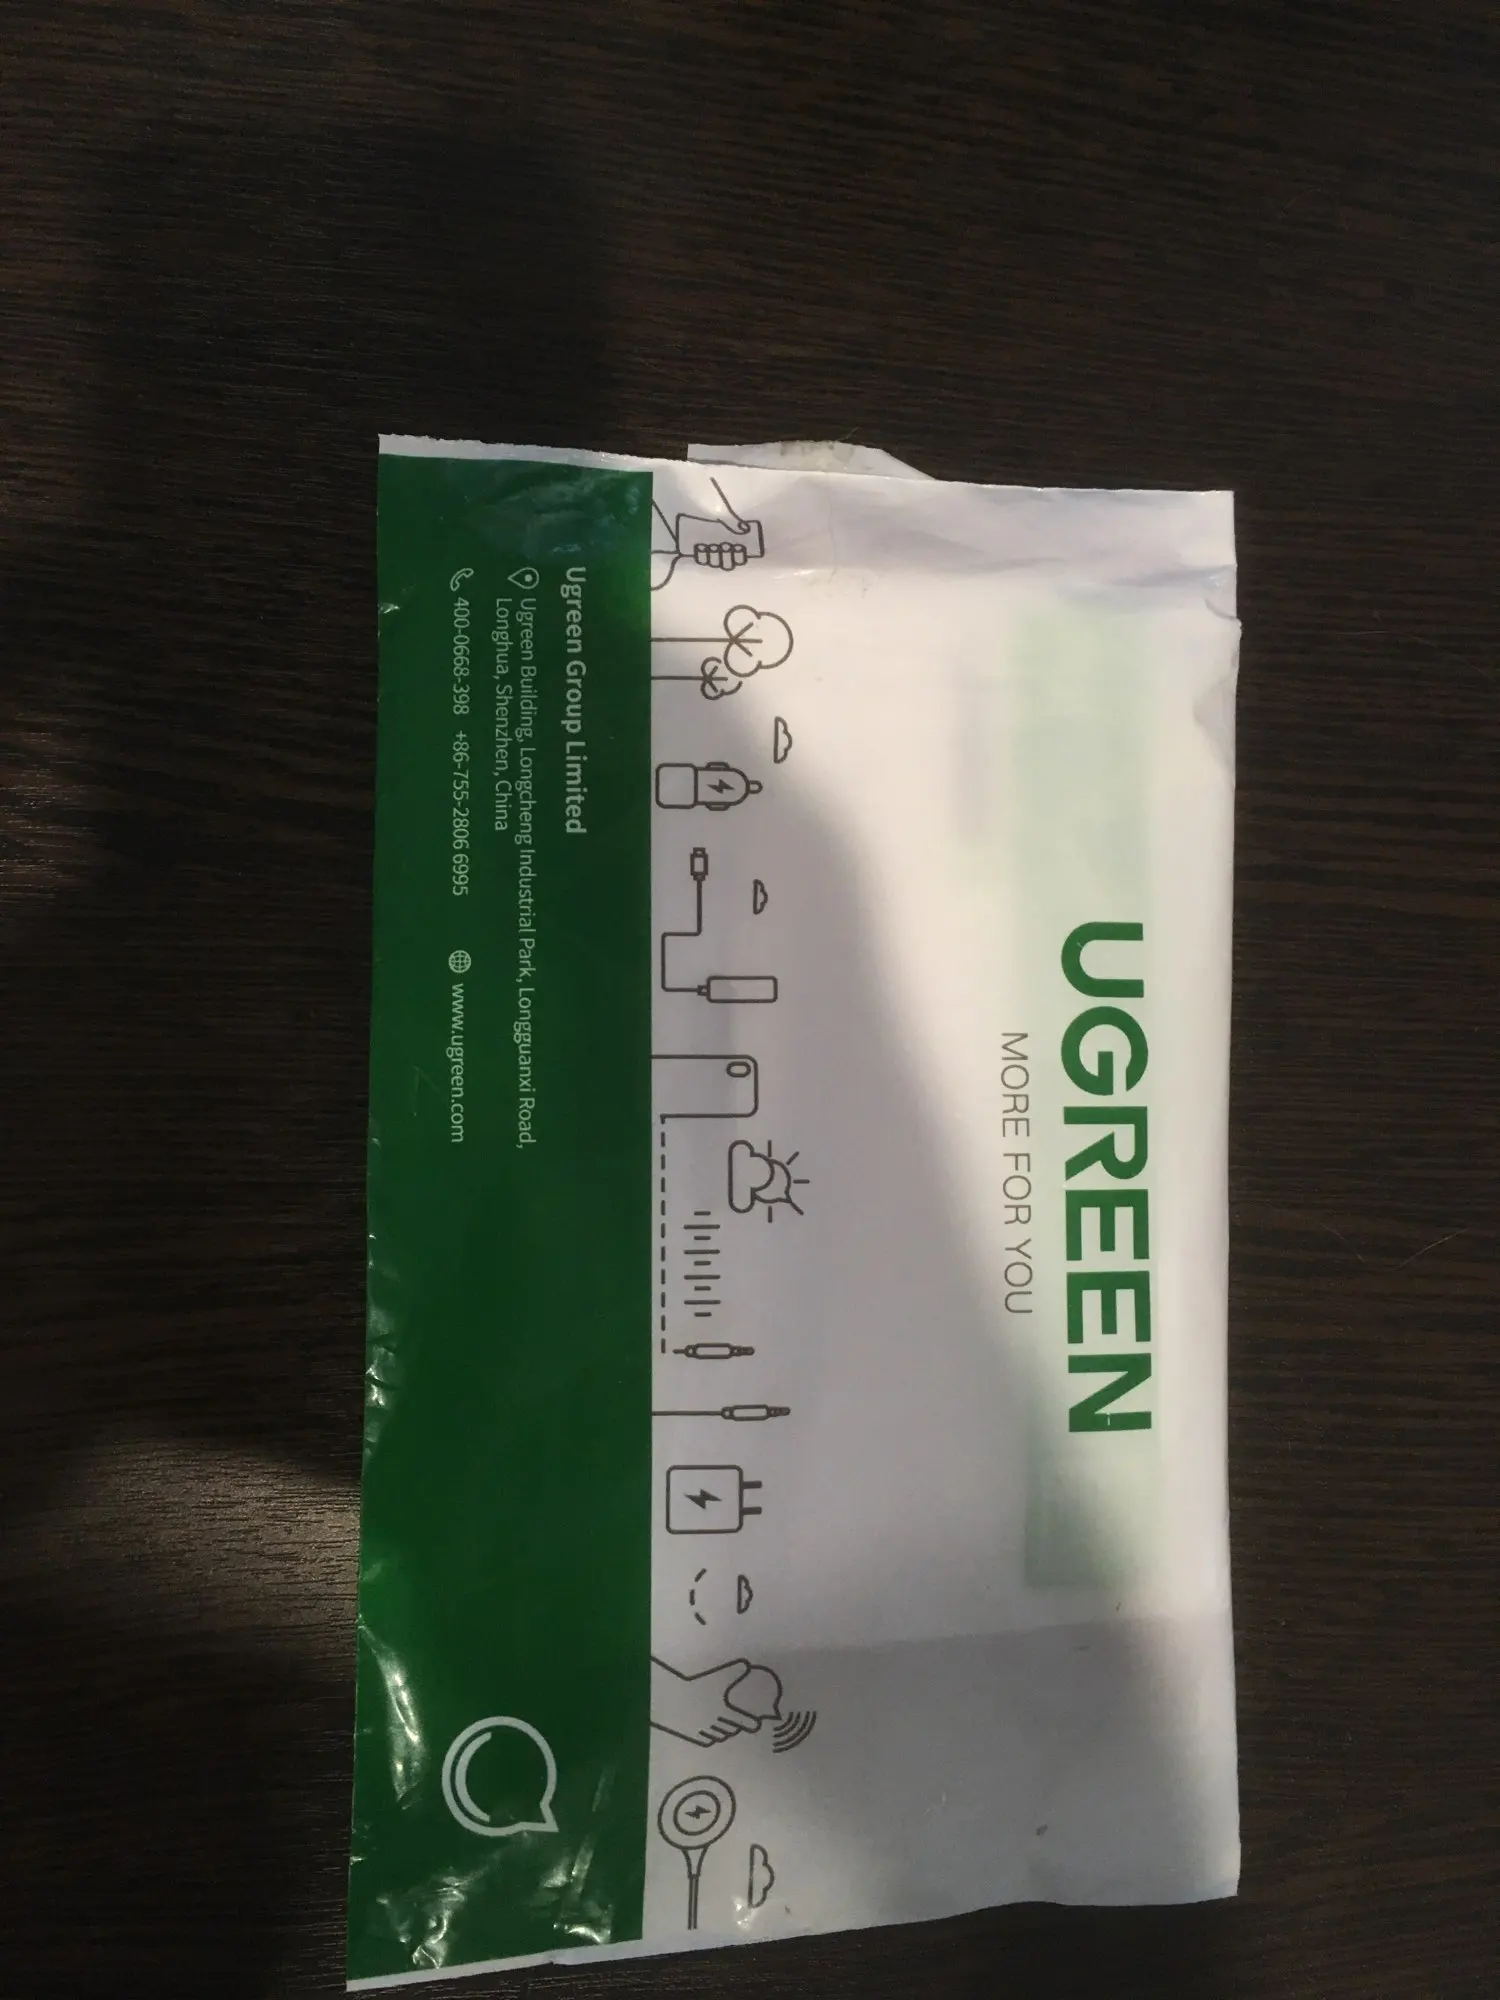 UGREEN
MORE FOR YOU
Ugreen Group Limited
Ugreen Building, Longcheng Industrial Park, Longguanxi Road,
Longhua, Shenzhen, China
400-0668-398 +86-755-2806 6995 www.ugreen.com